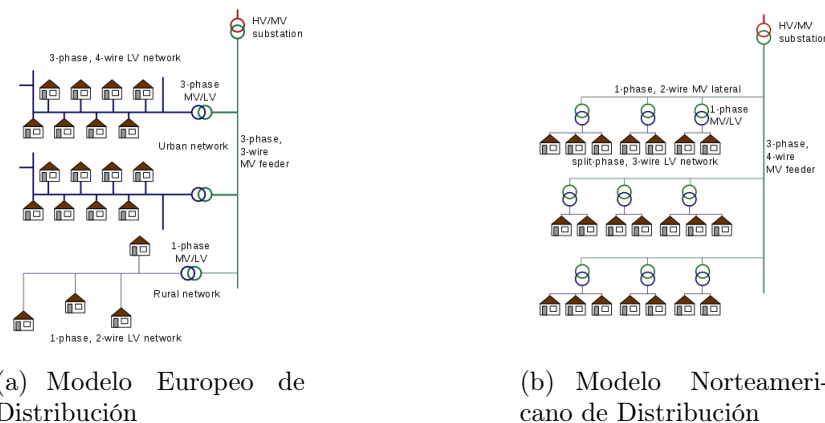 HV/MV
substation
3-phase, 4-wire LV network
3-phase
MV/LV
3-phase,
3-wire
MV feeder
Urban network
1-phase
MV/LV
Rural network
1-phase, 2-wire LV network
(a) Modelo Europeo de
Distribución
HV/MV
substation
1-phase, 2-wire MV lateral
1-phase
MV/LV
3-phase,
4-wire
MV feeder
split-phase, 3-wire LV network
(b) Modelo Norteameri-
cano de Distribución